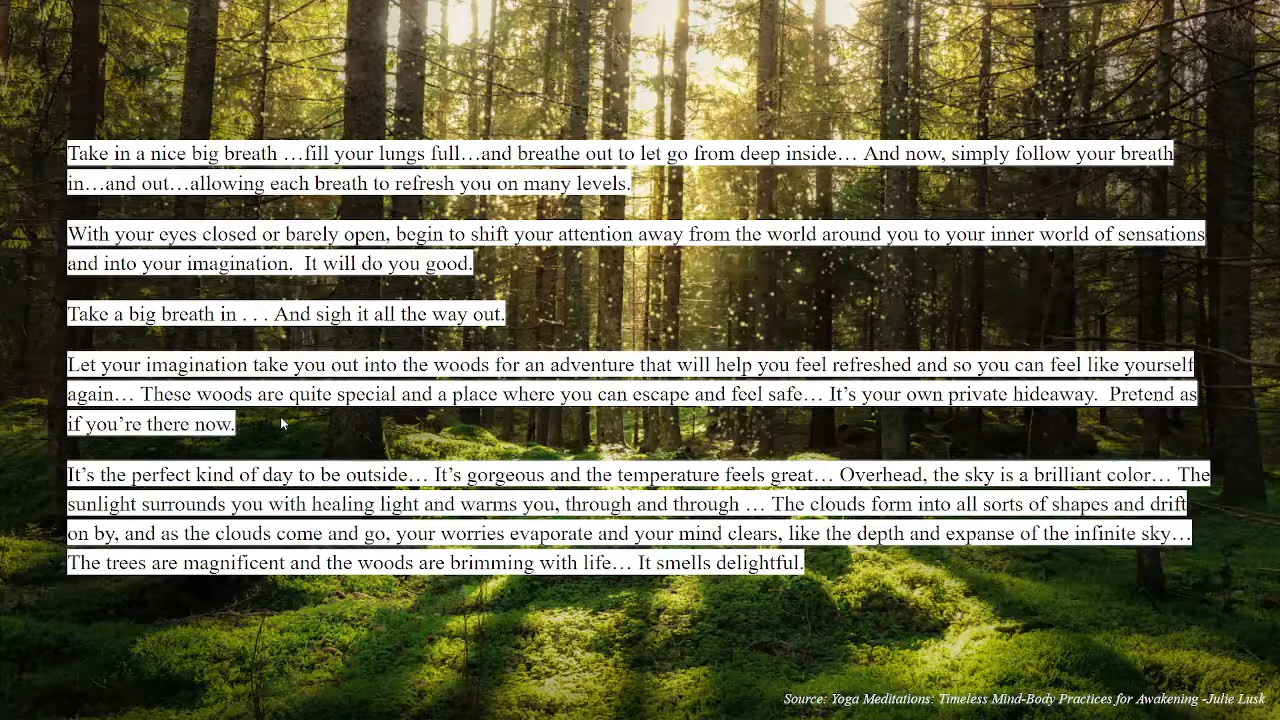 Take in a nice big breath …fill your lungs full…and breathe out to let go from deep inside… And now, simply follow your breath
in…and out…allowing each breath to refresh you on many levels.
With your eyes closed or barely open, begin to shift your attention away from the world around you to your inner world of sensations
and into your imagination.  It will do you good.
Take a big breath in . . . And sigh it all the way out.
Let your imagination take you out into the woods for an adventure that will help you feel refreshed and so you can feel like yourself
again… These woods are quite special and a place where you can escape and feel safe… It’s your own private hideaway.  Pretend as
if you’re there now.
It’s the perfect kind of day to be outside… It’s gorgeous and the temperature feels great… Overhead, the sky is a brilliant color… The
sunlight surrounds you with healing light and warms you, through and through … The clouds form into all sorts of shapes and drift
on by, and as the clouds come and go, your worries evaporate and your mind clears, like the depth and expanse of the infinite sky…
The trees are magnificent and the woods are brimming with life… It smells delightful.
Source: Yoga Meditations: Timeless Mind-Body Practices for Awakening -Julie Lusk